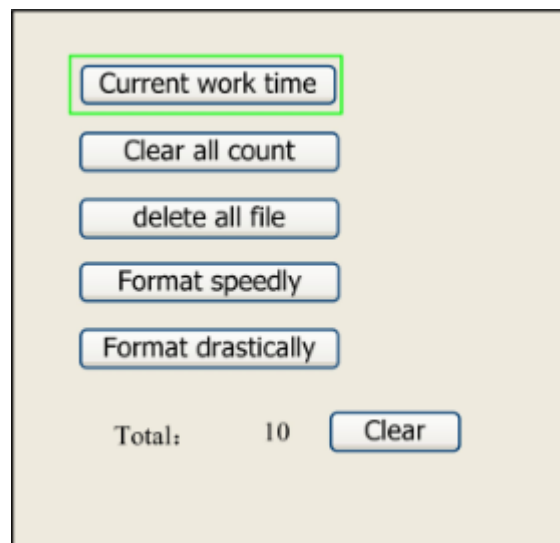 Current work time
Clear all count
delete all file
Format speedly
Format drastically
Total： 10 Clear